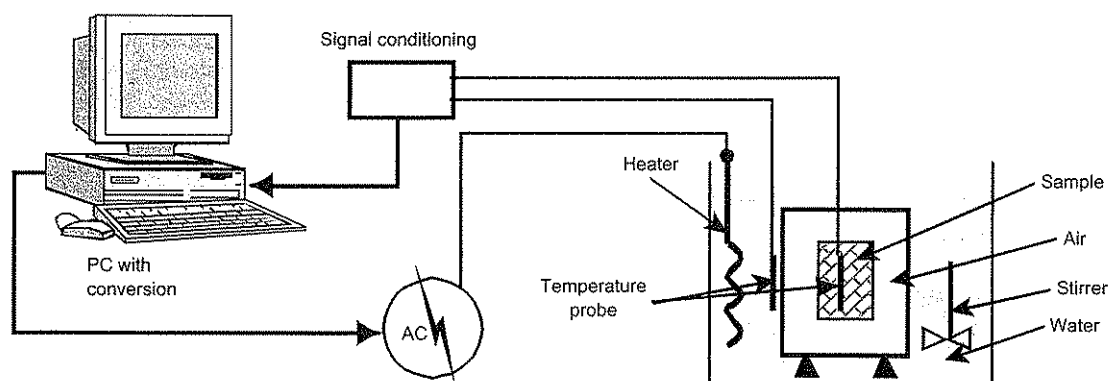 Signal conditioning
Heater
Sample
Air
PC with
conversion
Temperature
probe
Stirrer
AC
Water